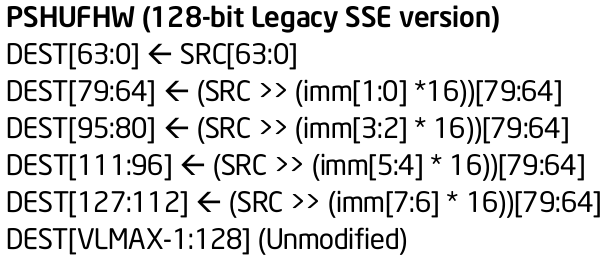 PSHUFHW (128-bit Legacy SSE version)
DEST[63:0] ← SRC[63:0]
DEST[79:64] ← (SRC >> (imm[1:0] *16))[79:64]
DEST[95:80] ← (SRC >> (imm[3:2] * 16))[79:64]
DEST[111:96] ← (SRC >> (imm[5:4] * 16))[79:64]
DEST[127:112] ← (SRC >> (imm[7:6] * 16))[79:64]
DEST[VLMAX-1:128] (Unmodified)